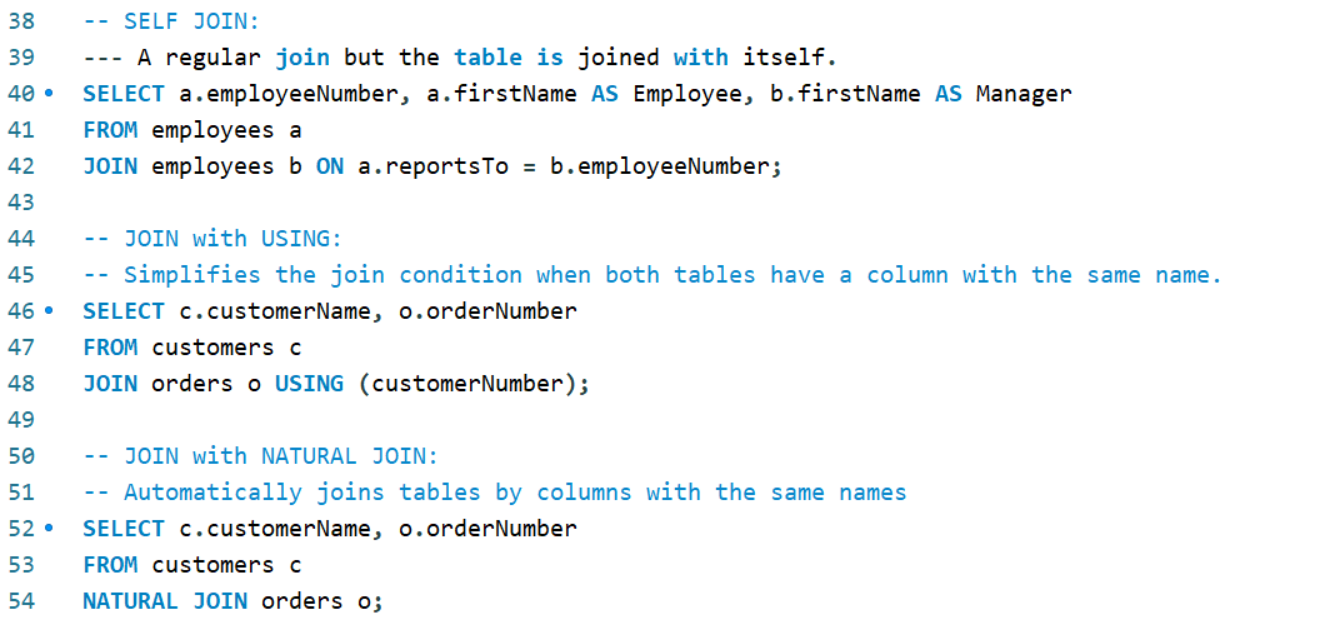 38 -- SELF JOIN:
39 --- A regular join but the table is joined with itself.
40 • SELECT a.employeeNumber, a.firstName AS Employee, b.firstName AS Manager
41 FROM employees a
42 JOIN employees b ON a.reportsTo = b.employeeNumber;
43
44 -- JOIN with USING:
45 -- Simplifies the join condition when both tables have a column with the same name.
46 • SELECT c.customerName, o.orderNumber
47 FROM customers c
48 JOIN orders o USING (customerNumber);
49
50 -- JOIN with NATURAL JOIN:
51 -- Automatically joins tables by columns with the same names
52 • SELECT c.customerName, o.orderNumber
53 FROM customers c
54 NATURAL JOIN orders o;